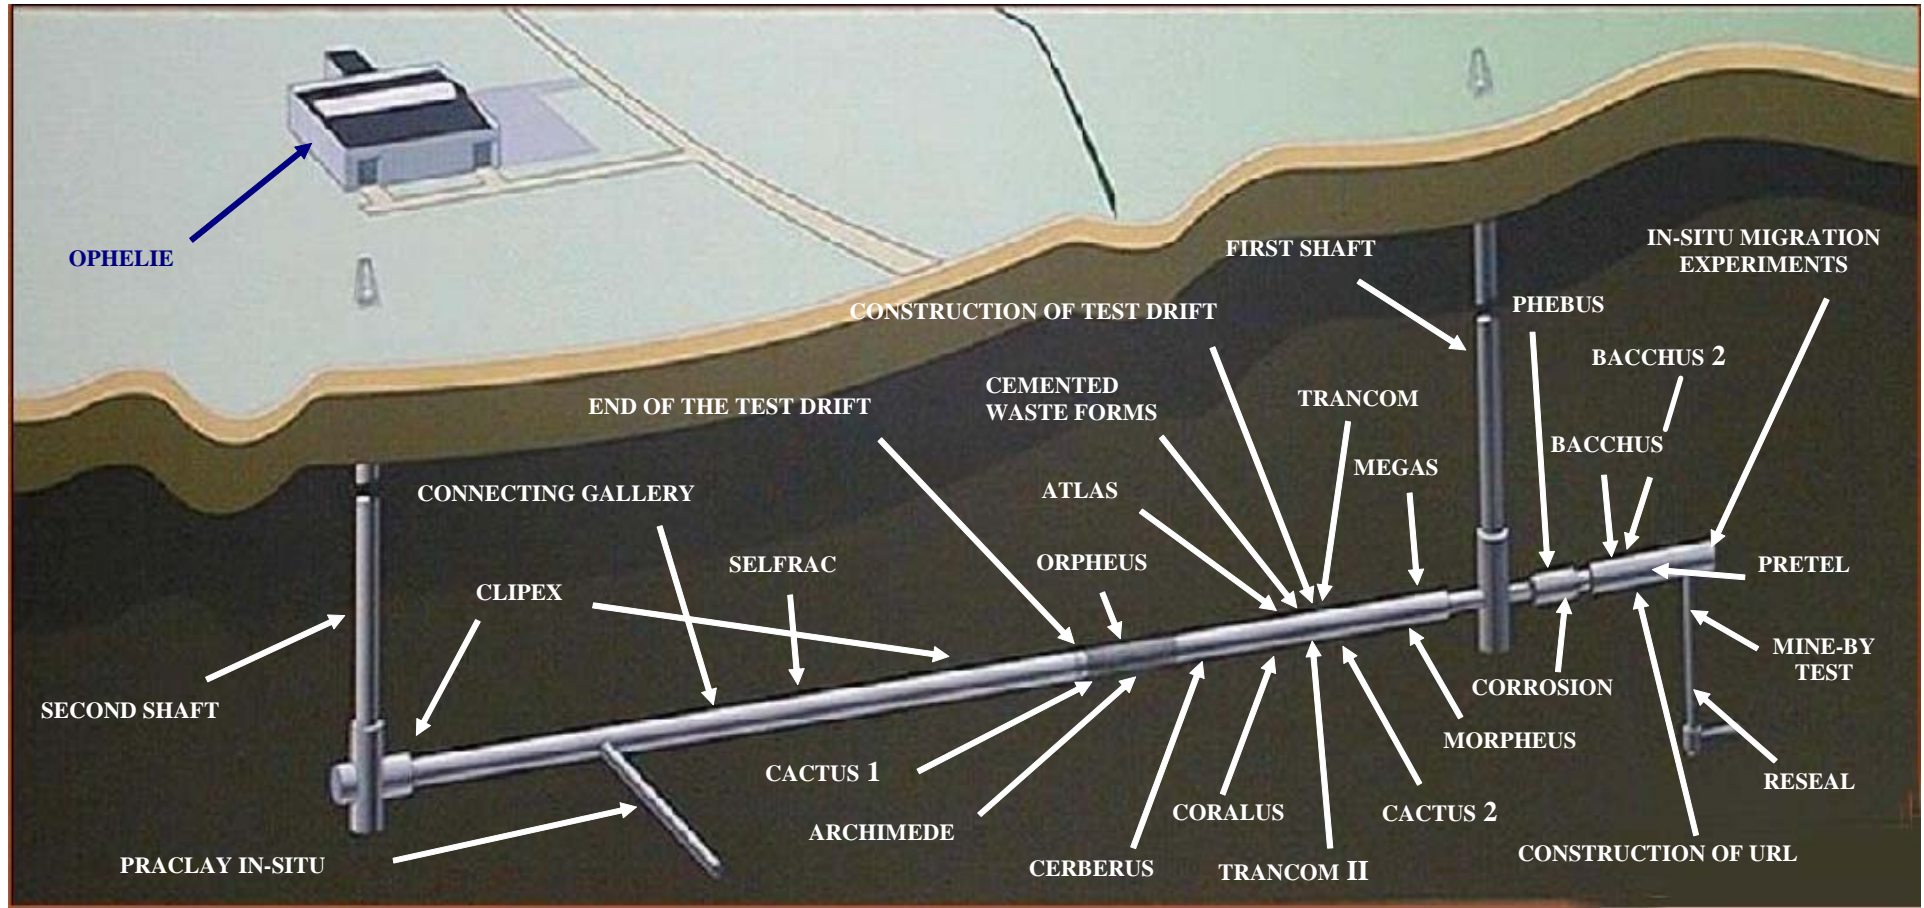 OPHELIE
FIRST SHAFT
IN-SITU MIGRATION
EXPERIMENTS
CONSTRUCTION OF TEST DRIFT
PHEBUS
BACCHUS 2
CEMENTED
WASTE FORMS
TRANCOM
END OF THE TEST DRIFT
BACCHUS
MEGAS
CONNECTING GALLERY
ATLAS
SELFRAC
ORPHEUS
PRETEL
CLIPEX
MINE-BY
TEST
SECOND SHAFT
CORROSION
MORPHEUS
CACTUS 1
RESEAL
CORALUS
CACTUS 2
ARCHIMEDE
PRACLAY IN-SITU
CERBERUS
TRANCOM II
CONSTRUCTION OF URL